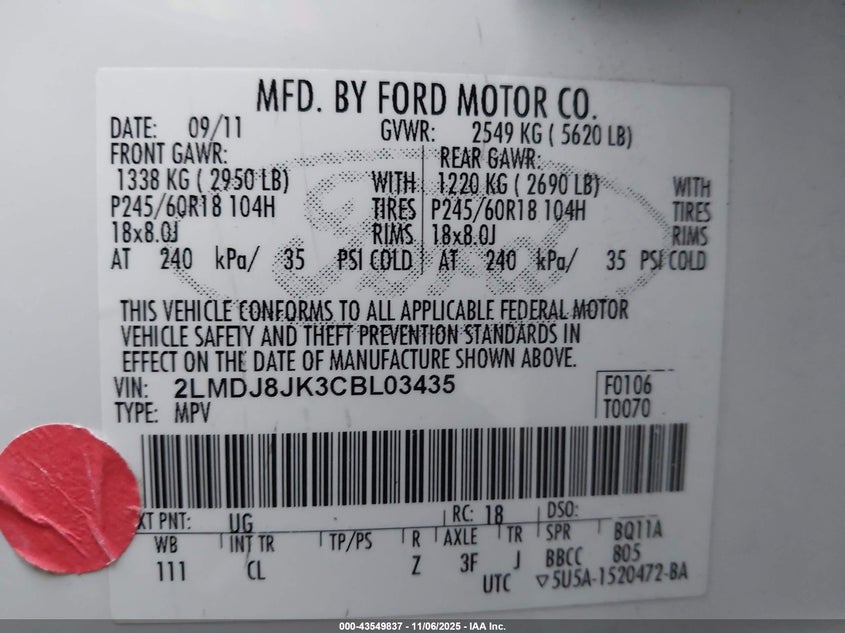 MFD. BY FORD MOTOR CO.
DATE: 09/11 GVWR: 2549 KG ( 5620 LB)
FRONT GAWR: REAR GAWR:
1338 KG ( 2950 LB) WITH 1220 KG ( 2690 LB) WITH
P245/60R18 104H TIRES P245/60R18 104H TIRES
18x8.0J RIMS 18x8.0J RIMS
AT 240 kPa/ 35 PSI COLD AT 240 kPa/ 35 PSI COLD
Ford
THIS VEHICLE CONFORMS TO ALL APPLICABLE FEDERAL MOTOR
VEHICLE SAFETY AND THEFT PREVENTION STANDARDS IN
EFFECT ON THE DATE OF MANUFACTURE SHOWN ABOVE.
VIN: 2LMDJ8JK3CBL03435 F0106
TYPE: MPV T0070
XT PNT: UG RC: 18 DSO:
WB INT TR TP/PS R AXLE TR SPR BQ11A
111 CL Z 3F J BBCC 805
UTC ▽5U5A-1520472-BA
000-43549837 - 11/06/2025 - IAA Inc.